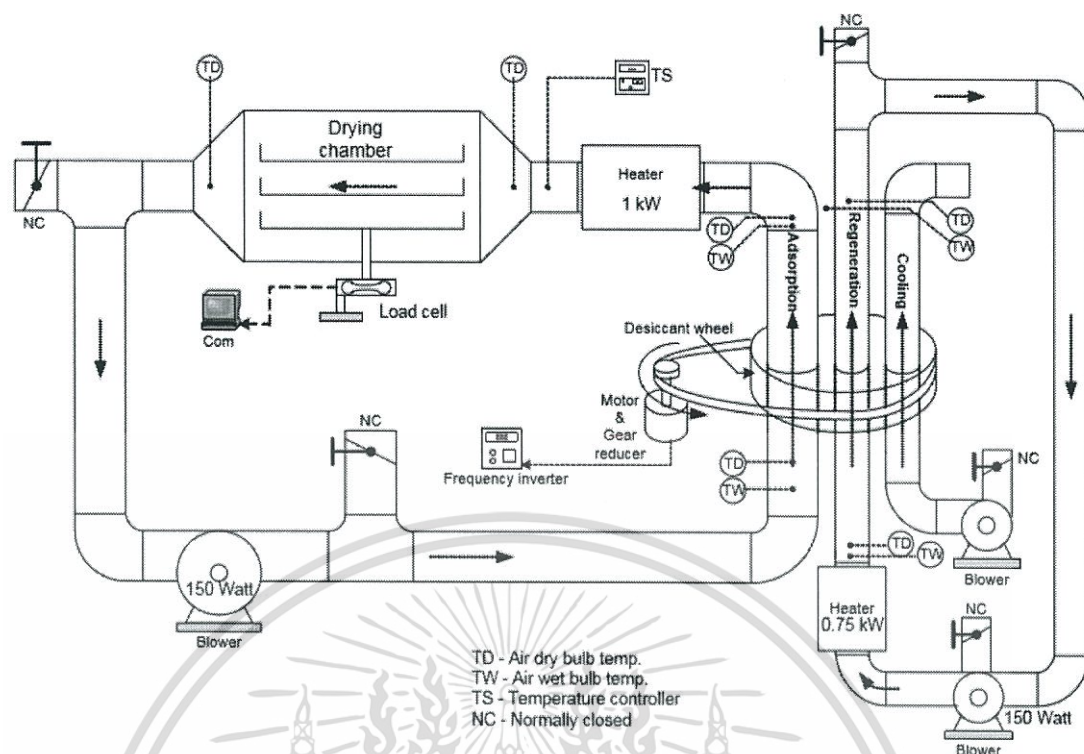 NC
TD
TD
TS
Drying
chamber
Heater
1 kW
NC
TD
TW
Adsorption
Regeneration
Cooling
TD
TW
Load cell
Com
Desiccant wheel
Motor
&
Gear
reducer
NC
Frequency inverter
TD
TW
NC
TD
TW
Blower
150 Watt
Blower
Heater
0.75 kW
NC
150 Watt
Blower
TD - Air dry bulb temp.
TW - Air wet bulb temp.
TS - Temperature controller
NC - Normally closed